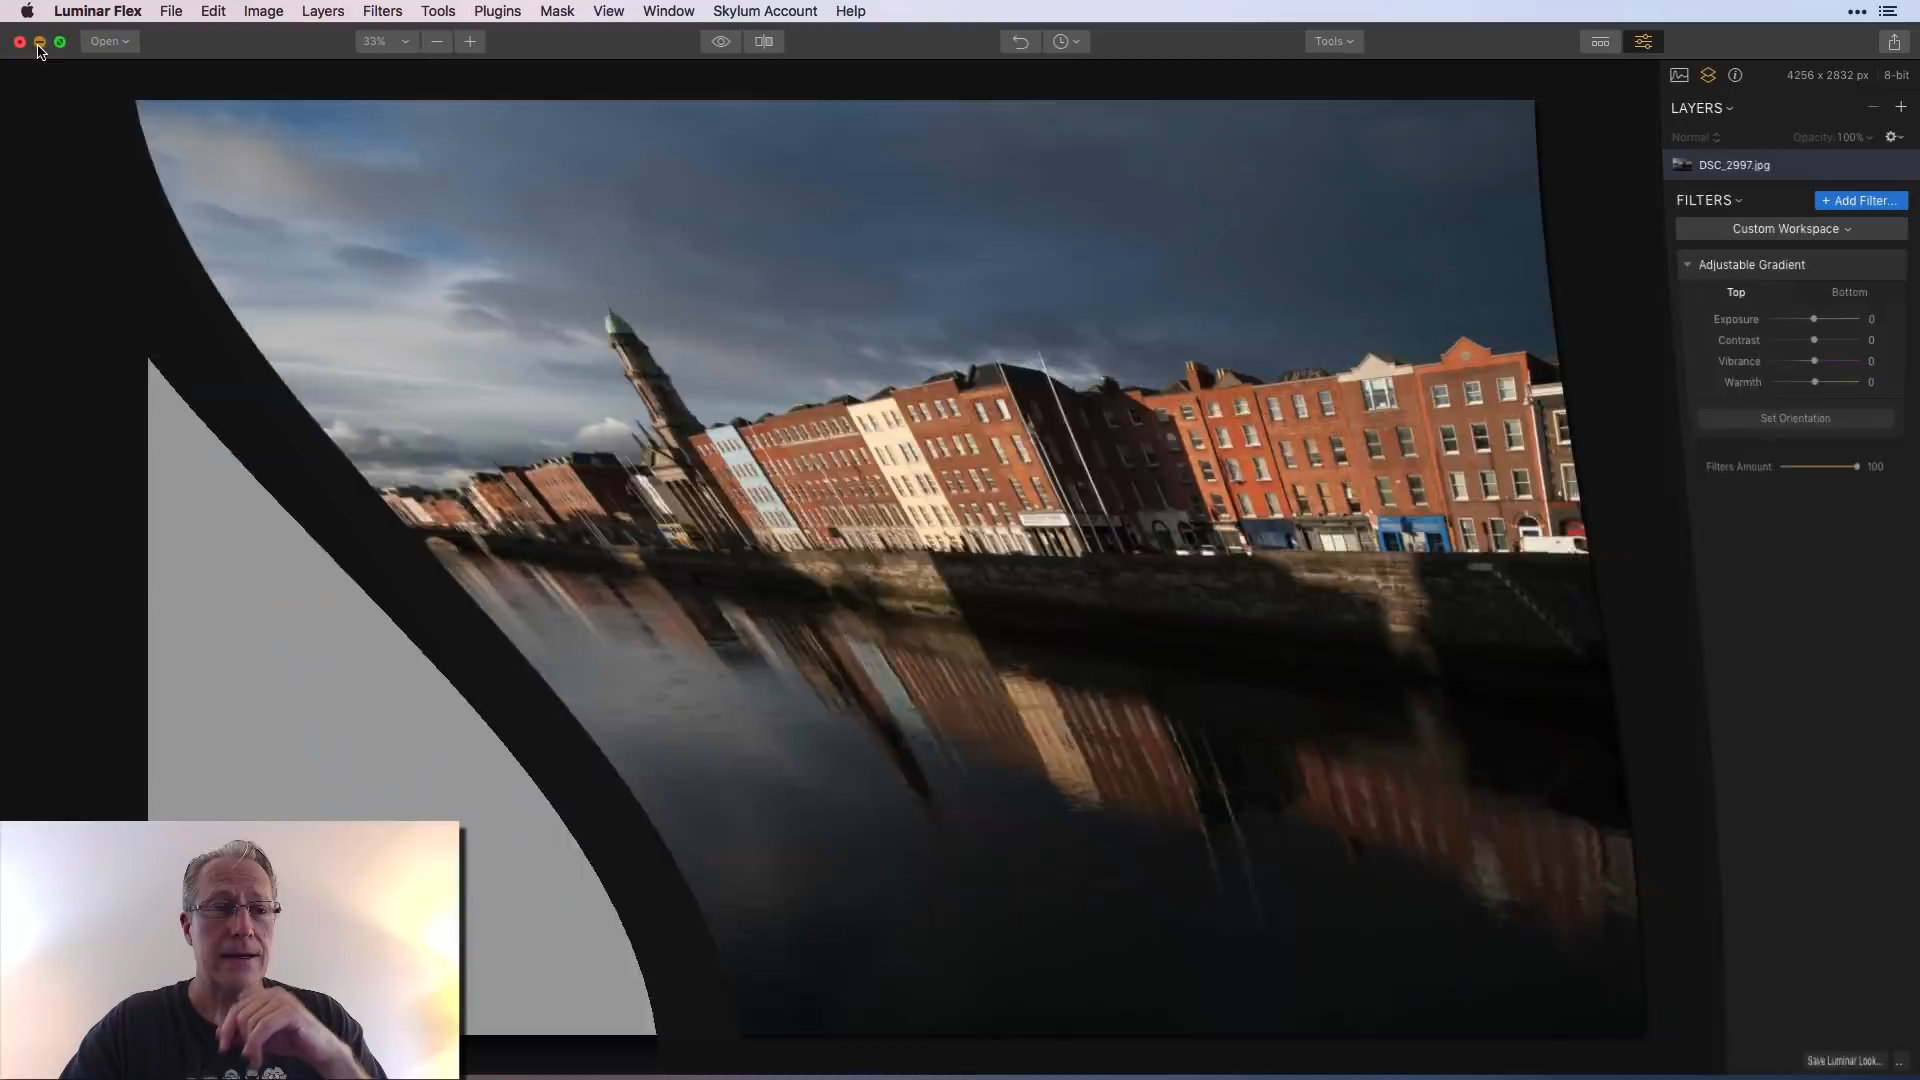 Luminar Flex File Edit Image Layers Filters Tools Plugins Mask View Window Skylum Account Help
Open 33% Tools
4256 x 2832 px 8-bit
LAYERS
Normal Opacity: 100%
DSC_2997.jpg
FILTERS + Add Filter...
Custom Workspace
Adjustable Gradient
Top Bottom
Exposure 0
Contrast 0
Vibrance 0
Warmth 0
Set Orientation
Filters Amount 100
Save Luminar Look...